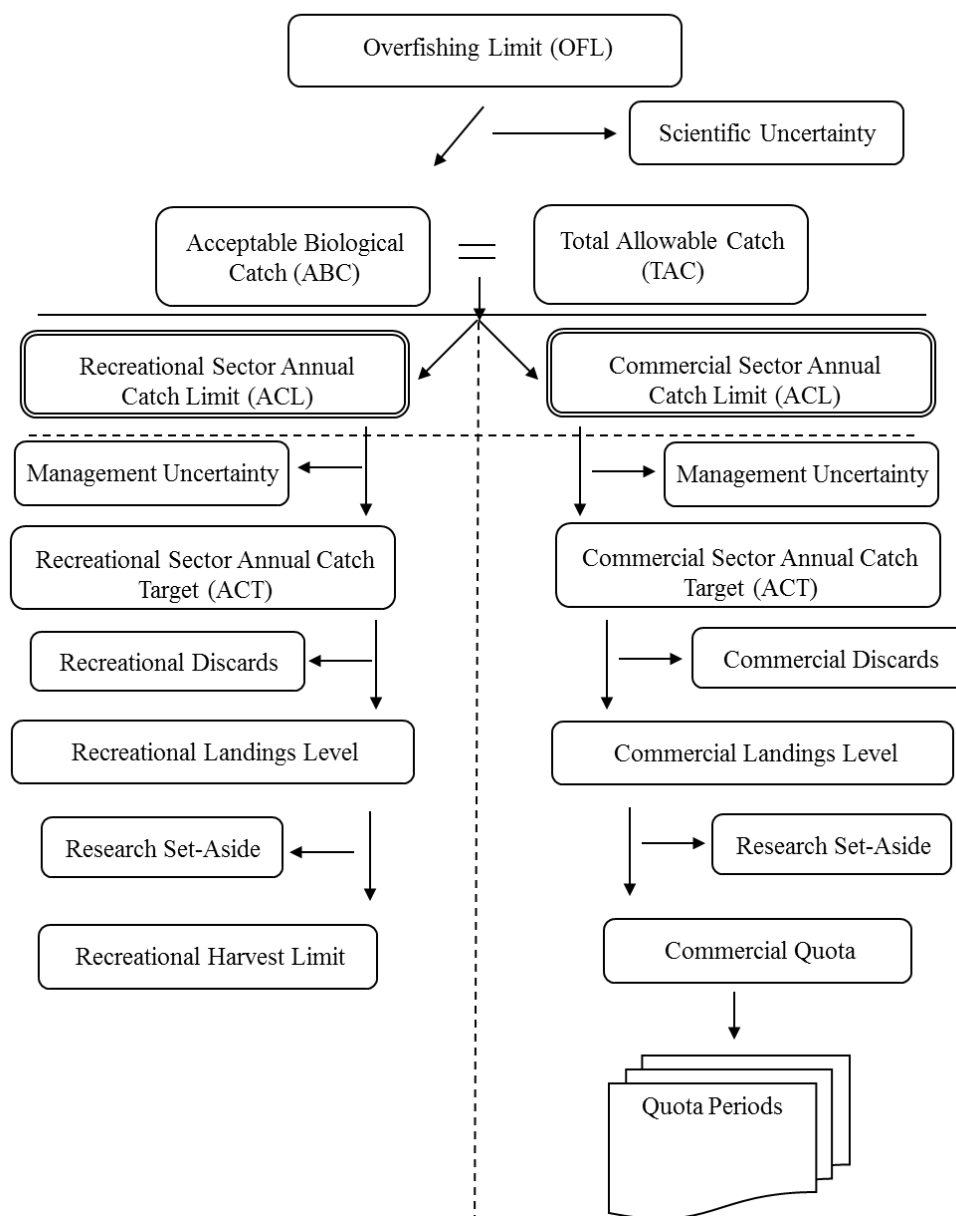 Overfishing Limit (OFL)
Scientific Uncertainty
Acceptable Biological
Catch (ABC)
Total Allowable Catch
(TAC)
Recreational Sector Annual
Catch Limit (ACL)
Commercial Sector Annual
Catch Limit (ACL)
Management Uncertainty
Management Uncertainty
Recreational Sector Annual Catch
Target (ACT)
Commercial Sector Annual Catch
Target (ACT)
Recreational Discards
Commercial Discards
Recreational Landings Level
Commercial Landings Level
Research Set-Aside
Research Set-Aside
Recreational Harvest Limit
Commercial Quota
Quota Periods